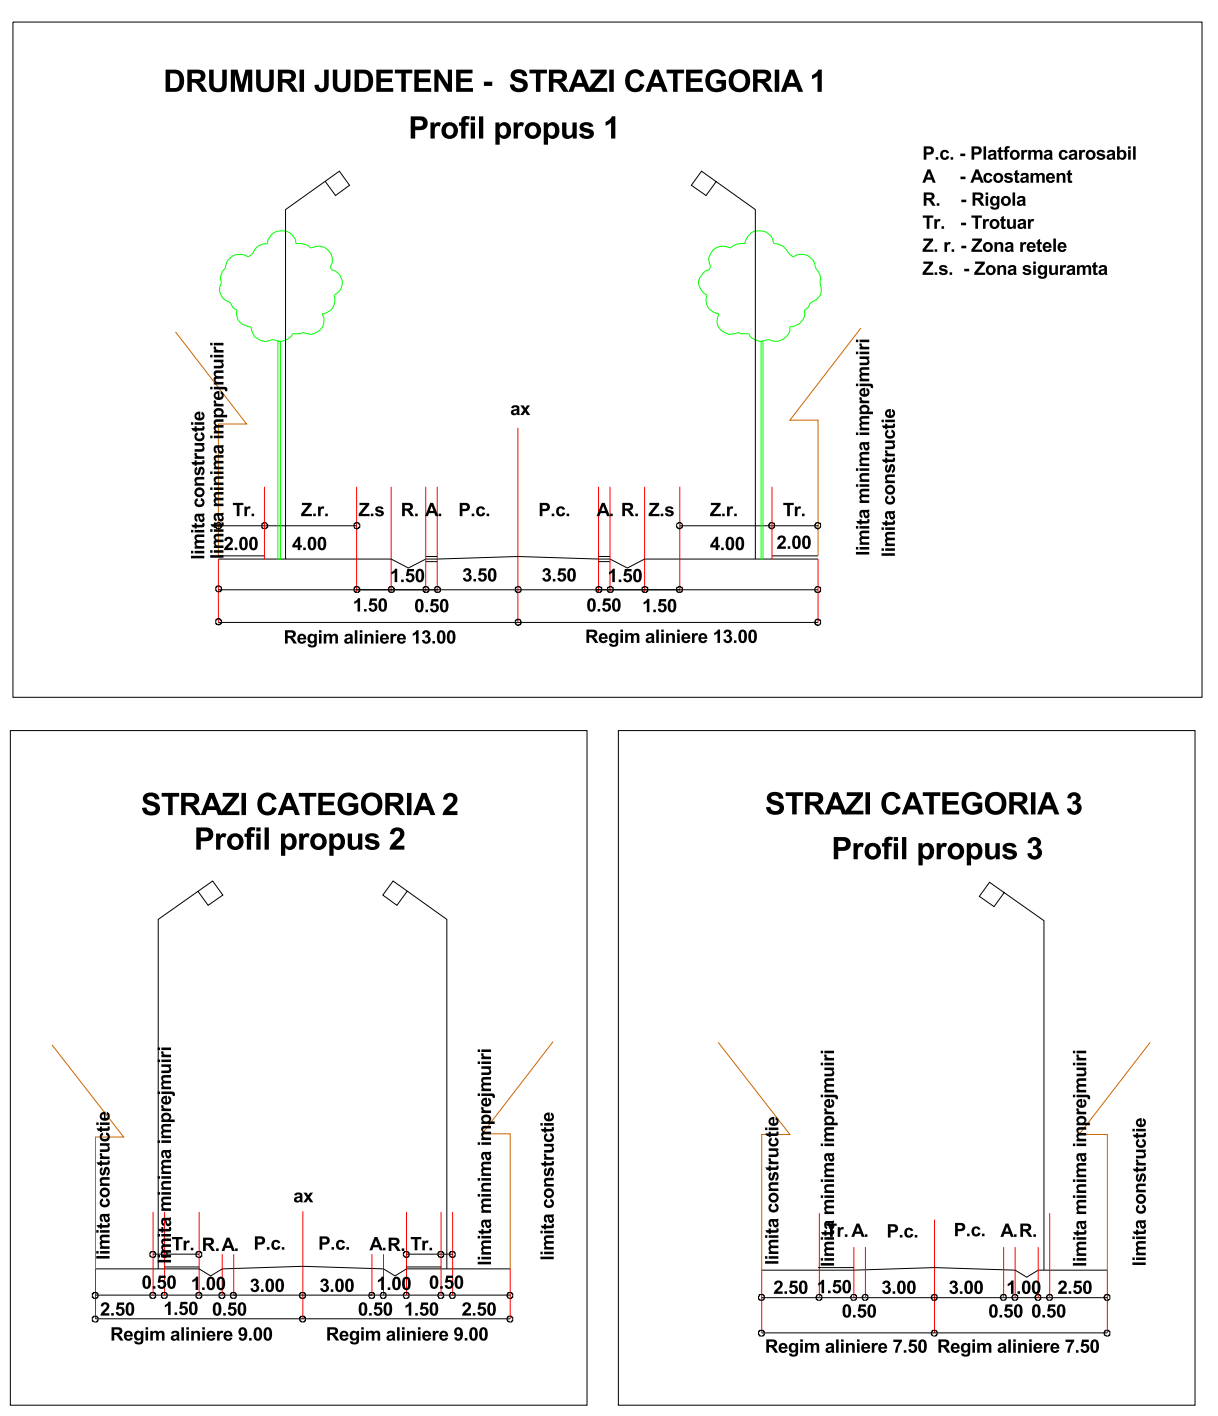 DRUMURI JUDETENE - STRAZI CATEGORIA 1
Profil propus 1
P.c. - Platforma carosabil
A - Acostament
R. - Rigola
Tr. - Trotuar
Z. r. - Zona retele
Z.s. - Zona siguramta
limita constructie
limita minima imprejmuiri
ax
limita minima imprejmuiri
limita constructie
Tr. Z.r. Z.s R. A. P.c. P.c. A. R. Z.s Z.r. Tr.
2.00 4.00 4.00 2.00
1.50 3.50 3.50 1.50
1.50 0.50 0.50 1.50
Regim aliniere 13.00 Regim aliniere 13.00
STRAZI CATEGORIA 2
Profil propus 2
limita constructie
limita minima imprejmuiri
ax
limita minima imprejmuiri
limita constructie
Tr. R. A. P.c. P.c. A. R. Tr.
0.50 1.00 3.00 3.00 1.00 0.50
2.50 1.50 0.50 0.50 1.50 2.50
Regim aliniere 9.00 Regim aliniere 9.00
STRAZI CATEGORIA 3
Profil propus 3
limita constructie
limita minima imprejmuiri
limita minima imprejmuiri
limita constructie
Tr. A. P.c. P.c. A. R.
2.50 1.50 3.00 3.00 1.00 2.50
0.50 0.50 0.50
Regim aliniere 7.50 Regim aliniere 7.50